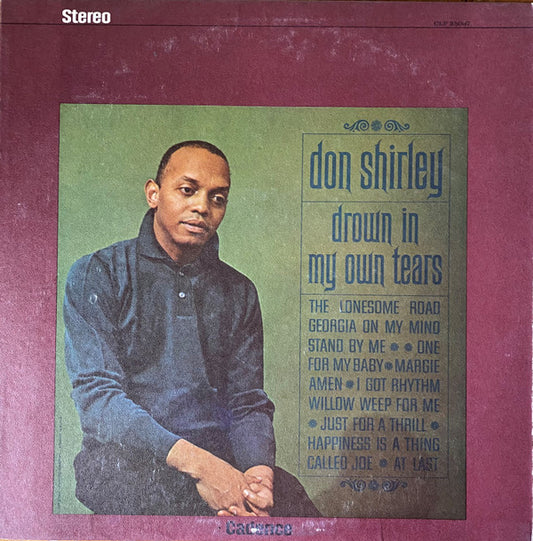 Stereo
don shirley
drown in
my own tears
THE LONESOME ROAD
GEORGIA ON MY MIND
STAND BY ME • • ONE
FOR MY BABY • MARGIE
AMEN • I GOT RHYTHM
WILLOW WEEP FOR ME
• JUST FOR A THRILL •
HAPPINESS IS A THING
CALLED JOE • AT LAST
Cadence